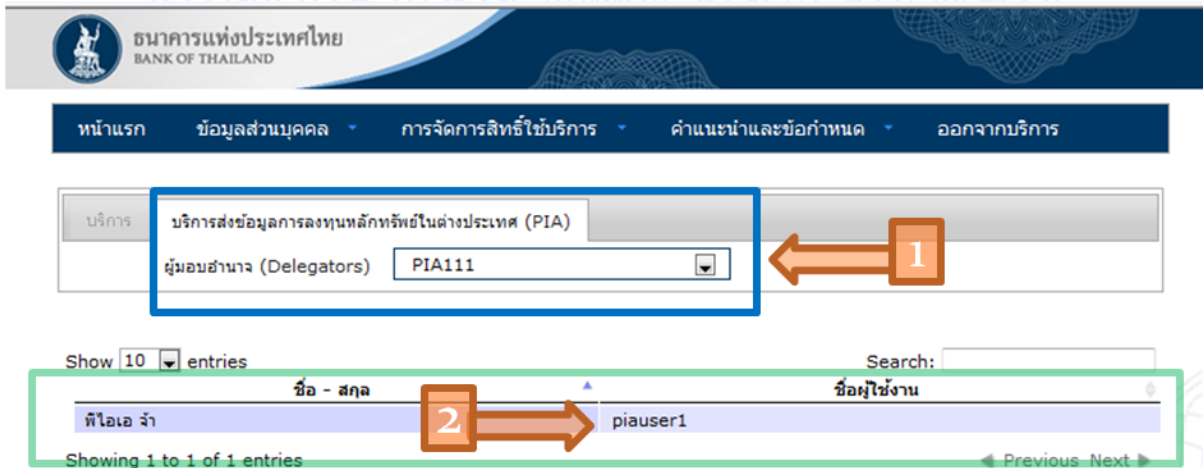 ธนาคารแห่งประเทศไทย
BANK OF THAILAND
หน้าแรก ข้อมูลส่วนบุคคล การจัดการสิทธิ์ใช้บริการ คำแนะนำและข้อกำหนด ออกจากบริการ
บริการ บริการส่งข้อมูลการลงทุนหลักทรัพย์ในต่างประเทศ (PIA)
ผู้มอบอำนาจ (Delegators) PIA111
1
Show 10 entries Search:
ชื่อ - สกุล ชื่อผู้ใช้งาน
พีไอเอ จ๋า piauser1
2
Showing 1 to 1 of 1 entries Previous Next